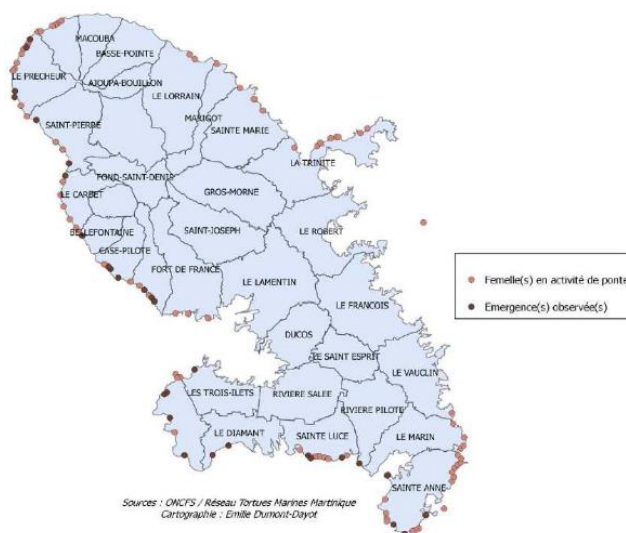 MACOUBA
BASSE-POINTE
LE PRECHEUR
AJOUPA-BOUILLON
LE LORRAIN
MARIGOT
SAINT-PIERRE
SAINTE MARIE
LA TRINITE
FOND-SAINT-DENIS
GROS-MORNE
LE CARBET
BELLEFONTAINE
SAINT-JOSEPH
LE ROBERT
CASE-PILOTE
FORT DE FRANCE
LE LAMENTIN
Femelle(s) en activité de ponte
LE FRANCOIS
Emergence(s) observée(s)
DUCOS
LE SAINT ESPRIT
LE VAUCLIN
LES TROIS-ILETS
RIVIERE SALEE
RIVIERE PILOTE
LE DIAMANT
SAINTE LUCE
LE MARIN
SAINTE ANNE
Sources : ONCFS / Réseau Tortues Marines Martinique
Cartographie : Emilie Dumont-Dayot